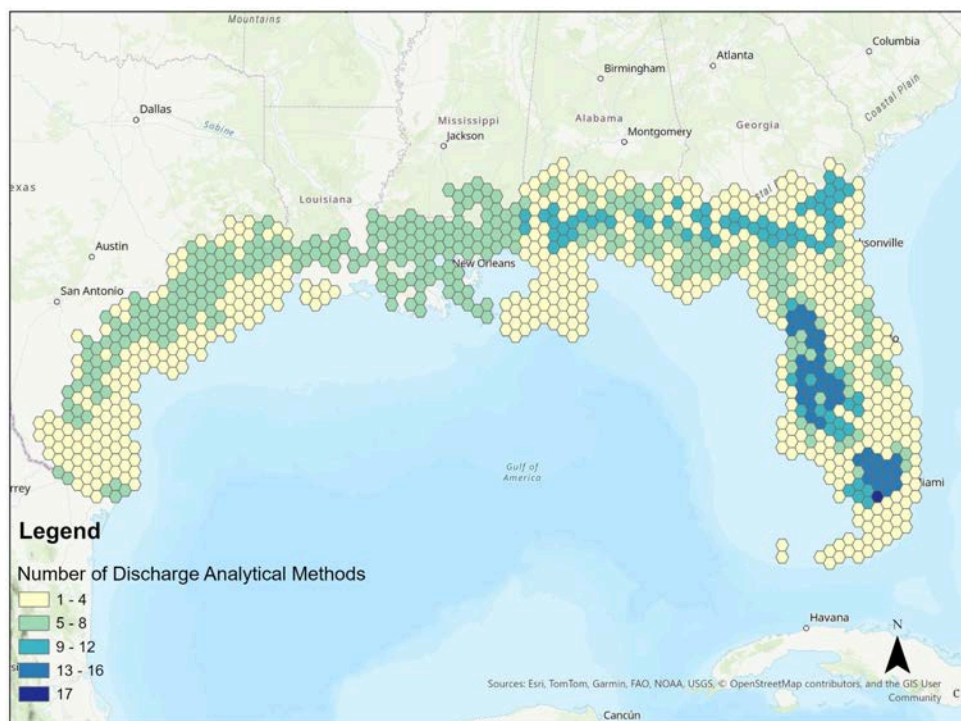 Mountains
Columbia
Atlanta
Birmingham
Dallas
Coastal Plain
Mississippi
Alabama
Georgia
Sabine
Jackson
Montgomery
exas
Louisiana
stal
Austin
ksonville
New Orleans
San Antonio
o
Gulf of
America
rrey
iami
Legend
Number of Discharge Analytical Methods
1 - 4
5 - 8
9 - 12
13 - 16
17
Havana
N
Sources: Esri, TomTom, Garmin, FAO, NOAA, USGS, © OpenStreetMap contributors, and the GIS User
Community
Cancún